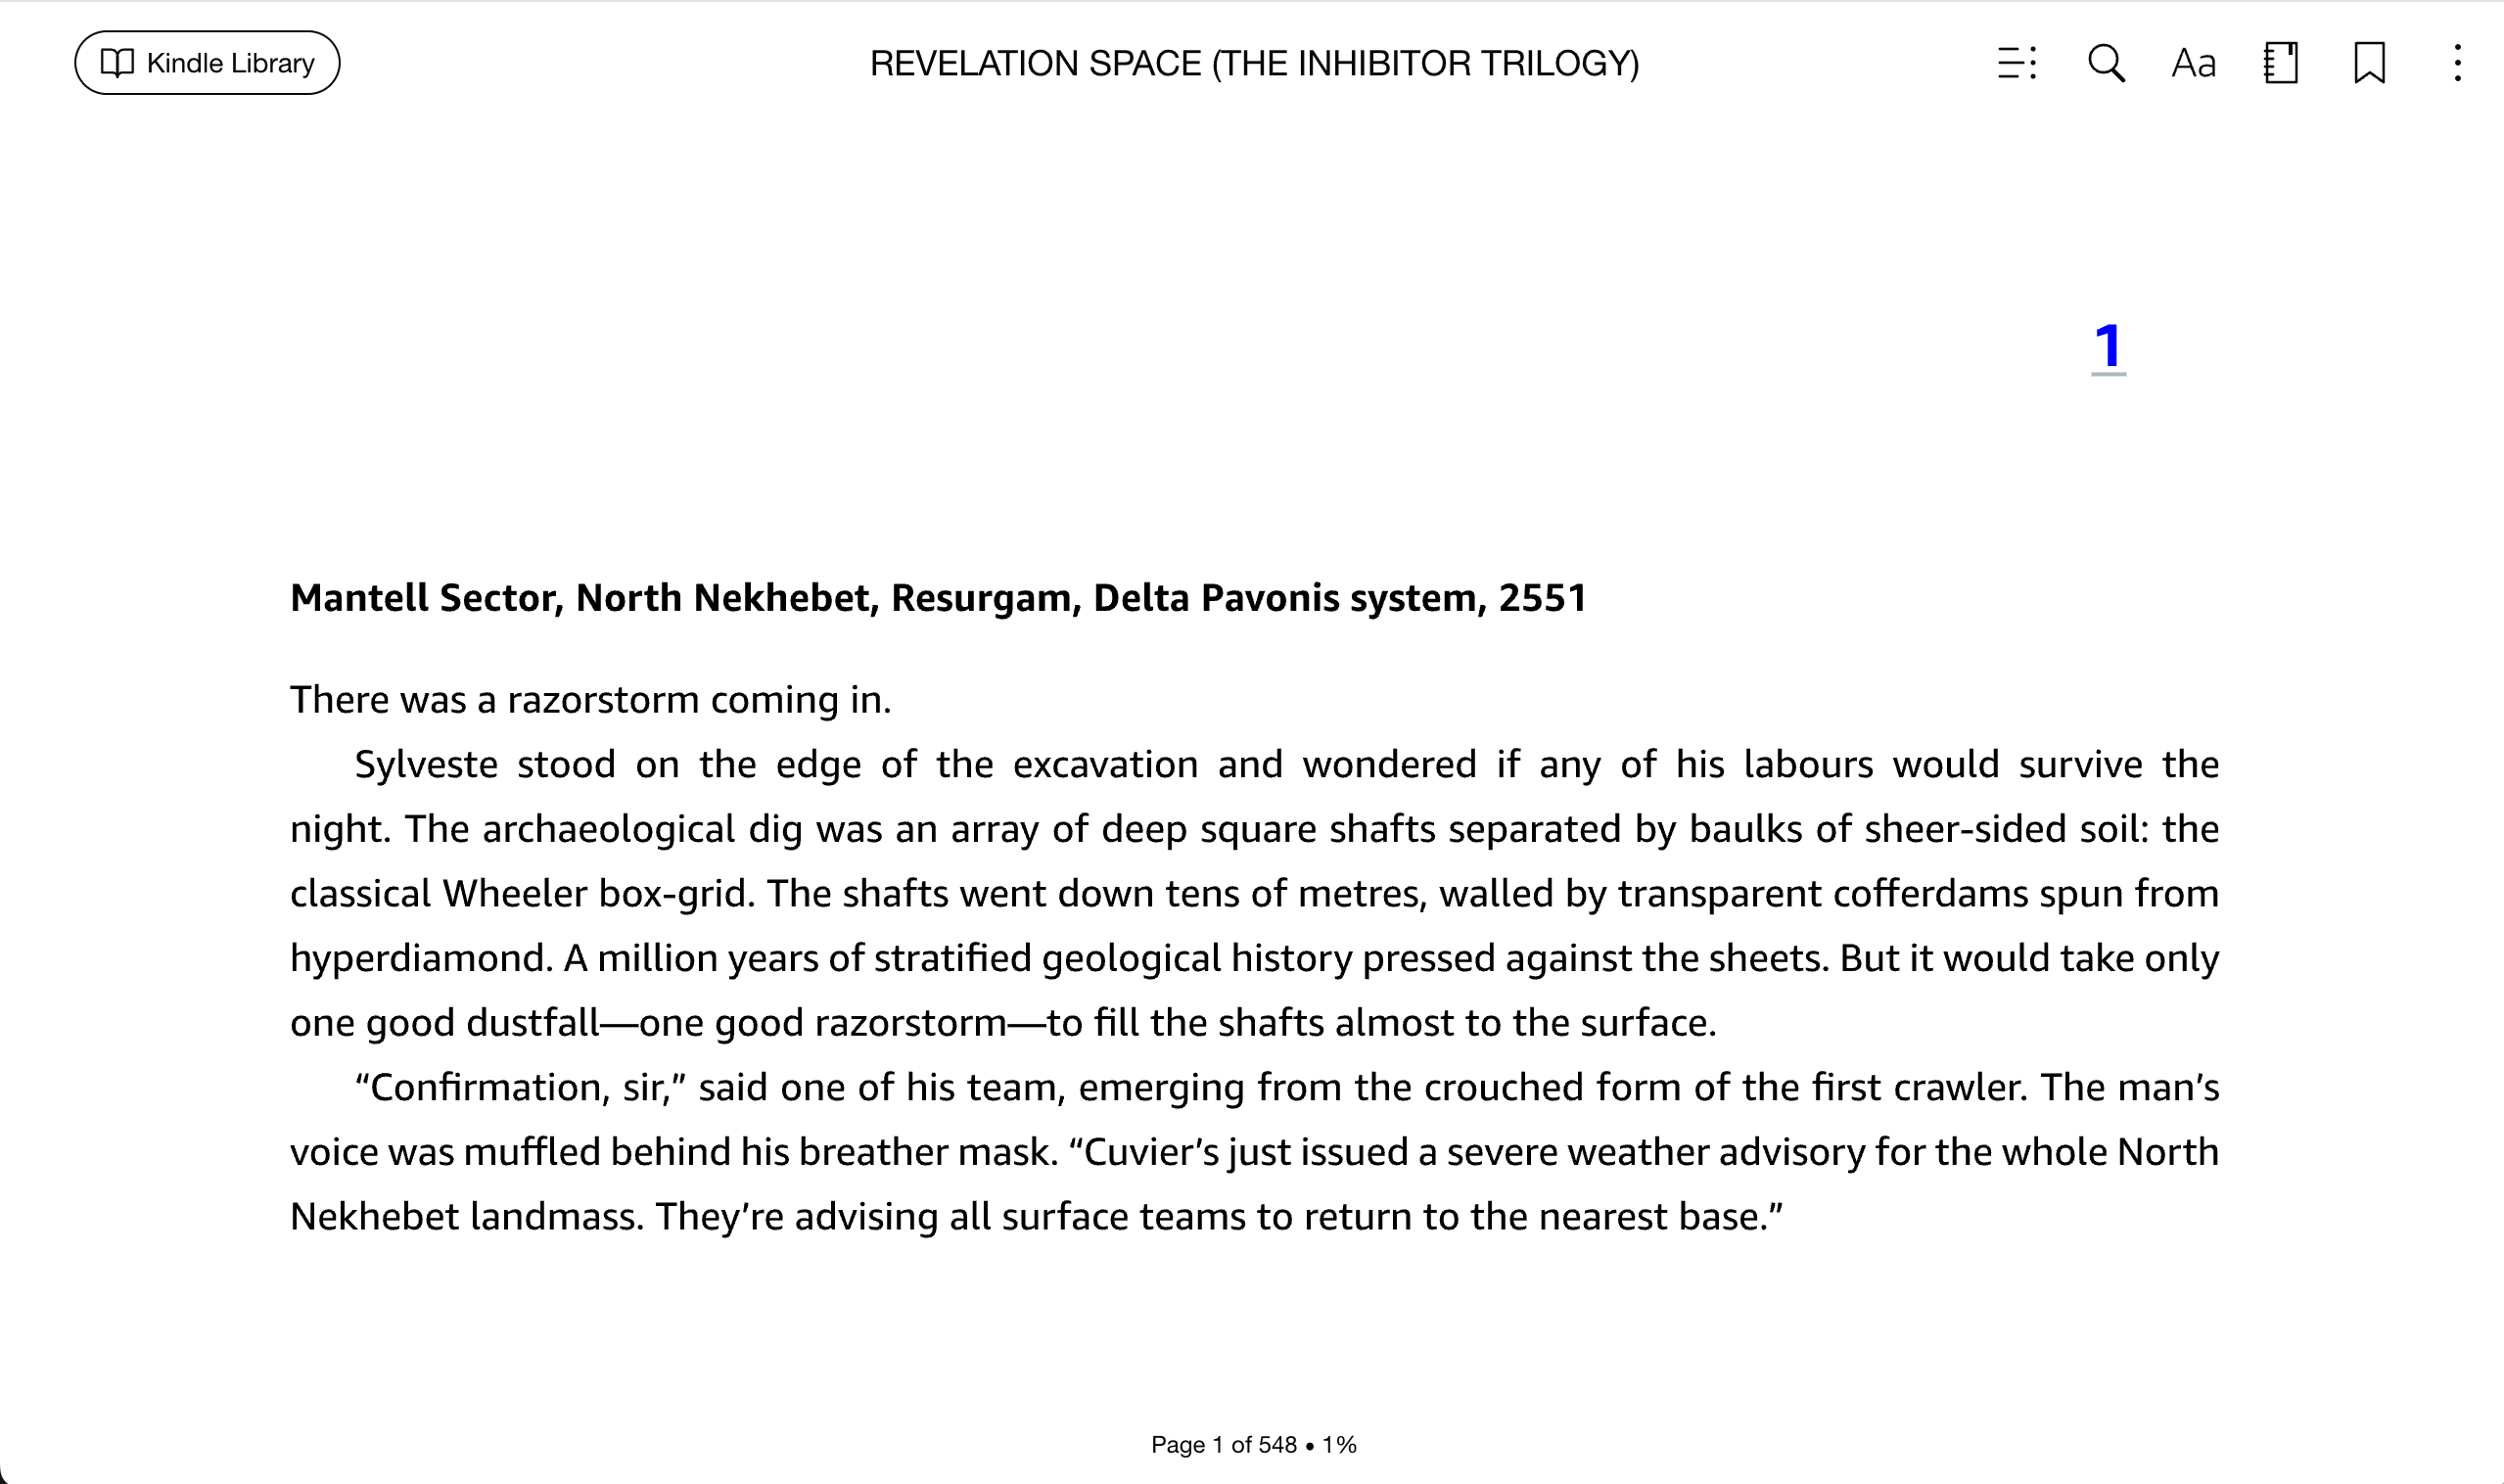 Kindle Library
REVELATION SPACE (THE INHIBITOR TRILOGY)
Aa
1
Mantell Sector, North Nekhebet, Resurgam, Delta Pavonis system, 2551
There was a razorstorm coming in.
Sylveste stood on the edge of the excavation and wondered if any of his labours would survive the
night. The archaeological dig was an array of deep square shafts separated by baulks of sheer-sided soil: the
classical Wheeler box-grid. The shafts went down tens of metres, walled by transparent cofferdams spun from
hyperdiamond. A million years of stratified geological history pressed against the sheets. But it would take only
one good dustfall—one good razorstorm—to fill the shafts almost to the surface.
“Confirmation, sir,” said one of his team, emerging from the crouched form of the first crawler. The man’s
voice was muffled behind his breather mask. “Cuvier’s just issued a severe weather advisory for the whole North
Nekhebet landmass. They’re advising all surface teams to return to the nearest base.”
Page 1 of 548 • 1%